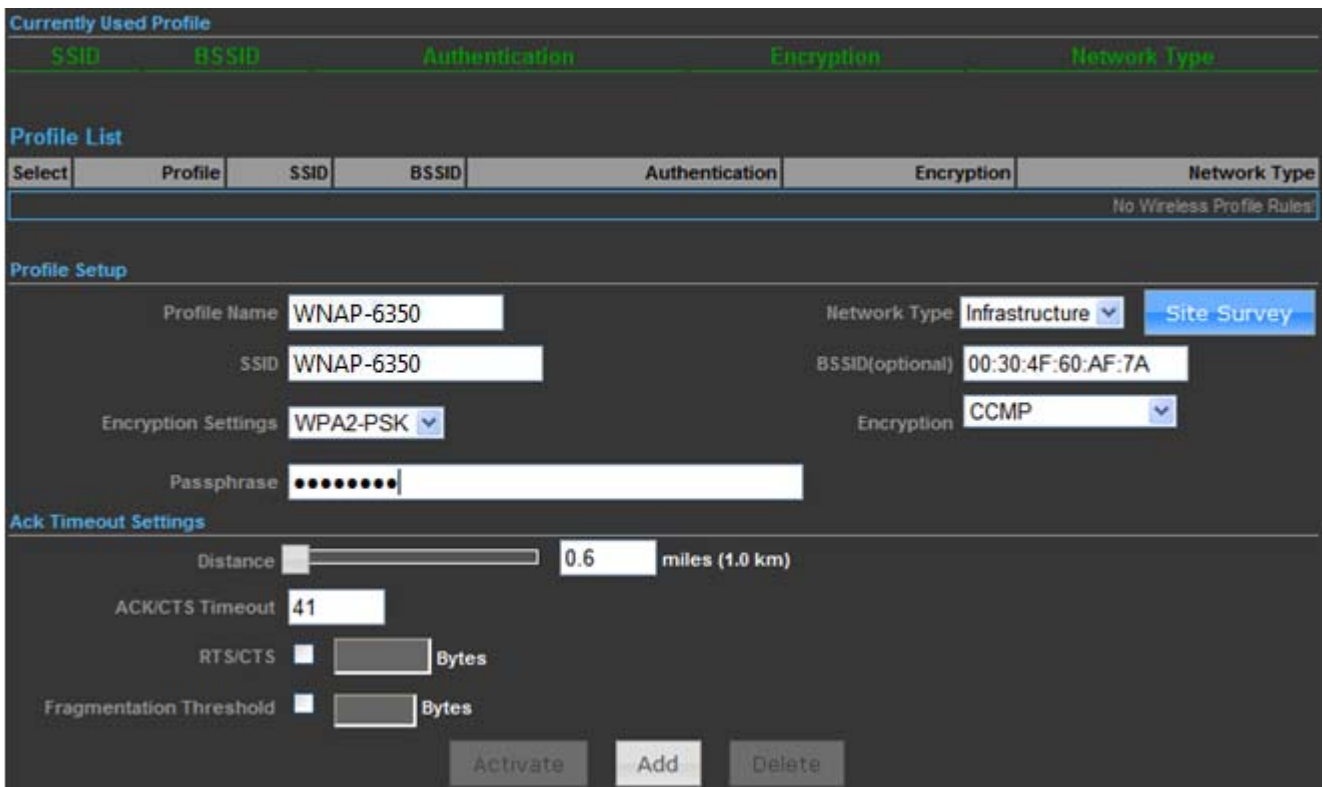 Currently Used Profile
SSID BSSID Authentication Encryption Network Type
Profile List
Select Profile SSID BSSID Authentication Encryption Network Type
No Wireless Profile Rules!
Profile Setup
Profile Name WNAP-6350 Network Type Infrastructure Site Survey
SSID WNAP-6350 BSSID(optional) 00:30:4F:60:AF:7A
Encryption Settings WPA2-PSK Encryption CCMP
Passphrase ••••••••
Ack Timeout Settings
Distance 0.6 miles (1.0 km)
ACK/CTS Timeout 41
RTS/CTS Bytes
Fragmentation Threshold Bytes
Activate Add Delete